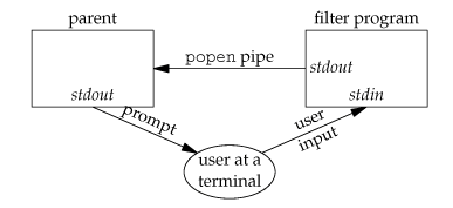 parent
filter program
popen pipe
stdout
stdout
stdin
prompt
user
input
user at a
terminal